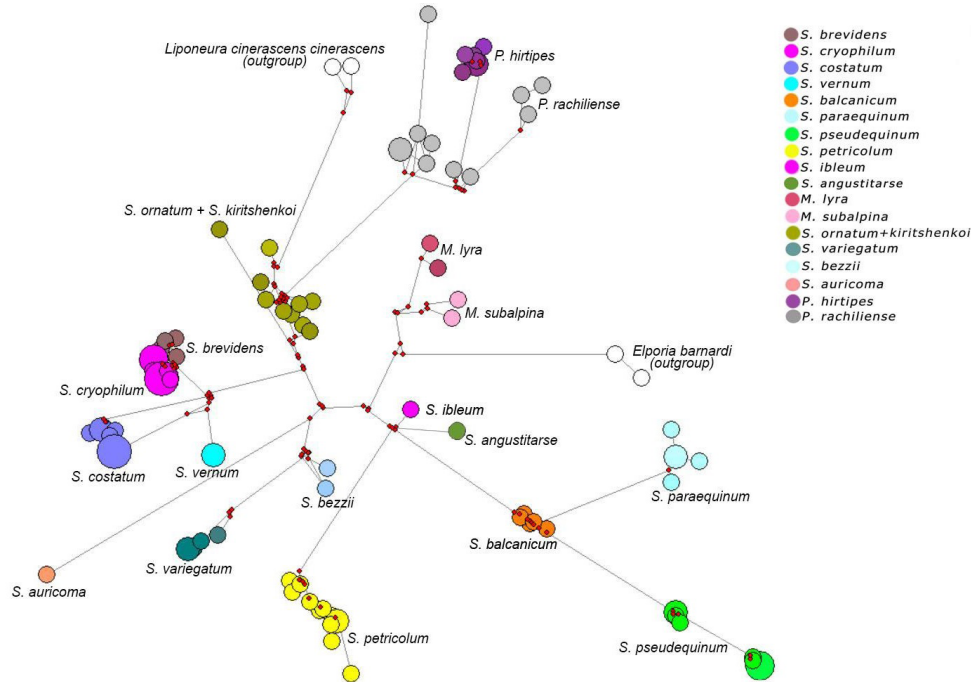 Liponeura cinerascens cinerascens
(outgroup)
P. hirtipes
P. rachiliense
S. ornatum + S. kiritshenkoi
M. lyra
M. subalpina
S. brevidens
S. cryophilum
Elporia barnardi
(outgroup)
S. ibleum
S. angustitarse
S. costatum
S. vernum
S. bezzii
S. paraequinum
S. balcanicum
S. variegatum
S. auricoma
S. petricolum
S. pseudequinum
S. brevidens
S. cryophilum
S. costatum
S. vernum
S. balcanicum
S. paraequinum
S. pseudequinum
S. petricolum
S. ibleum
S. angustitarse
M. lyra
M. subalpina
S. ornatum+kiritshenkoi
S. variegatum
S. bezzii
S. auricoma
P. hirtipes
P. rachiliense